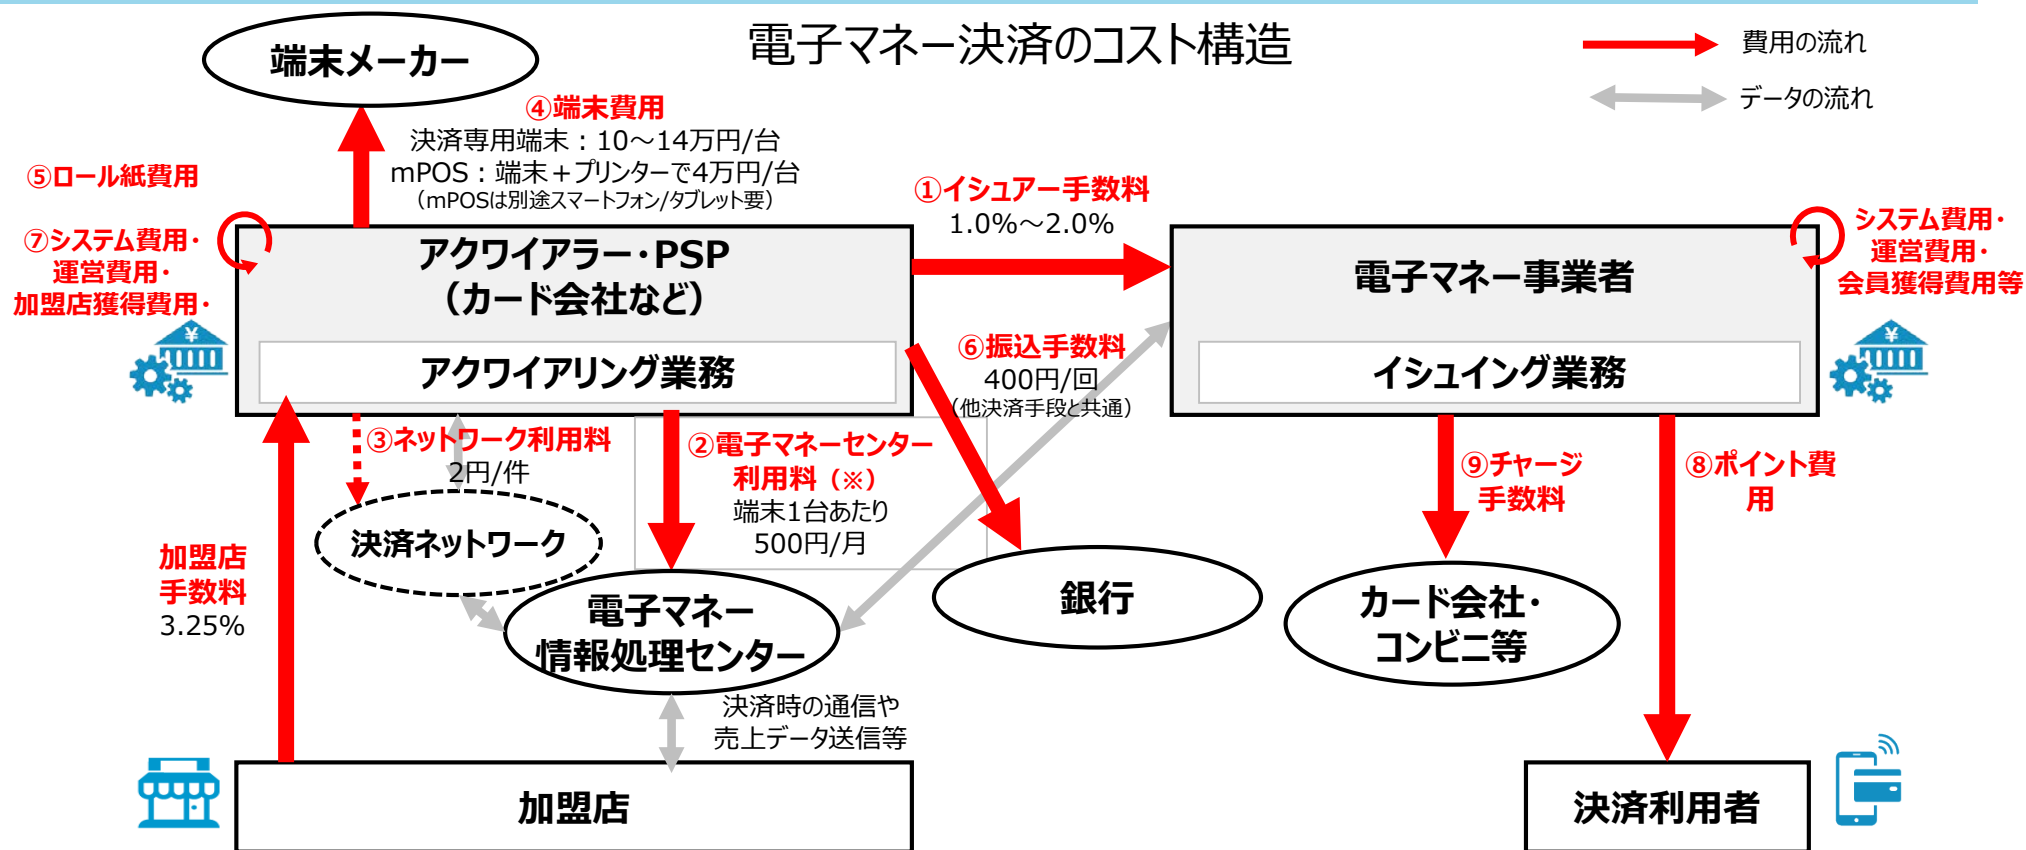 電子マネー決済のコスト構造
費用の流れ
データの流れ
端末メーカー
④端末費用
決済専用端末：10～14万円/台
mPOS：端末＋プリンターで4万円/台
（mPOSは別途スマートフォン/タブレット要）
⑤ロール紙費用
⑦システム費用・
運営費用・
加盟店獲得費用・
アクワイアラー・PSP
（カード会社など）
アクワイアリング業務
①イシュアー手数料
1.0%～2.0%
電子マネー事業者
イシュイング業務
システム費用・
運営費用・
会員獲得費用等
⑥振込手数料
400円/回
（他決済手段と共通）
③ネットワーク利用料
2円/件
②電子マネーセンター
利用料（※）
端末1台あたり
500円/月
⑨チャージ
手数料
⑧ポイント費
用
決済ネットワーク
加盟店
手数料
3.25%
電子マネー
情報処理センター
銀行
カード会社・
コンビニ等
決済時の通信や
売上データ送信等
加盟店
決済利用者
¥
¥